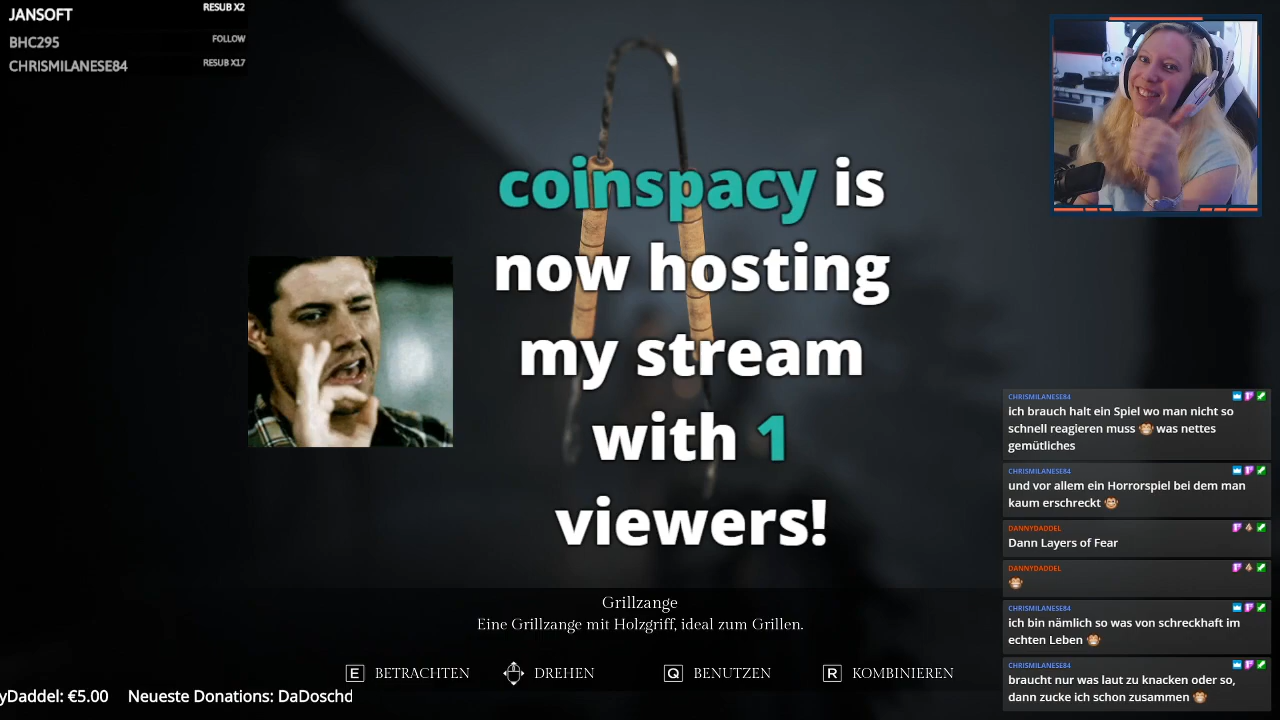 JANSOFT RESUB X2
BHC295 FOLLOW
CHRISMILANESE84 RESUB X17
coinspacy is
now hosting
my stream
with 1
viewers!
CHRISMILANESE84
ich brauch halt ein Spiel wo man nicht so
schnell reagieren muss 🐵 was nettes
gemütliches
CHRISMILANESE84
und vor allem ein Horrorspiel bei dem man
kaum erschreckt 🐵
DANNYDADDEL
Dann Layers of Fear
DANNYDADDEL
🐵
CHRISMILANESE84
ich bin nämlich so was von schreckhaft im
echten Leben 🐵
CHRISMILANESE84
braucht nur was laut zu knacken oder so,
dann zucke ich schon zusammen 🐵
Grillzange
Eine Grillzange mit Holzgriff, ideal zum Grillen.
E BETRACHTEN DREHEN Q BENUTZEN R KOMBINIEREN
yDaddel: €5.00 Neueste Donations: DaDoschd